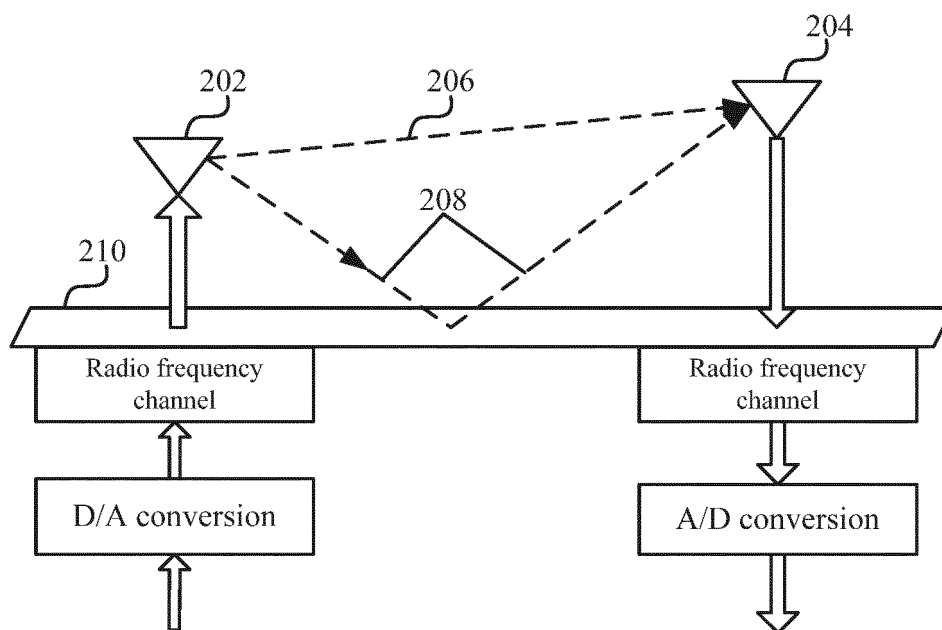 204
202
206
208
210
Radio frequency
channel
Radio frequency
channel
D/A conversion
A/D conversion